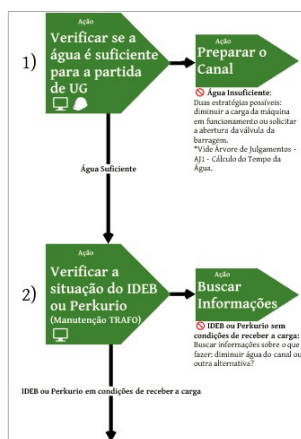 1)
Ação
Verificar se a
água é suficiente
para a partida
de UG
Ação
Preparar o
Canal
Água Insuficiente:
Duas estratégias possíveis:
diminuir a carga da máquina
em funcionamento ou solicitar
a abertura da válvula da
barragem.
*Vide Árvore de Julgamentos -
AJ1 - Cálculo do Tempo da
Água.
Água Suficiente
2)
Ação
Verificar a
situação do IDEB
ou Perkurio
(Manutenção TRAFO)
Ação
Buscar
Informações
IDEB ou Perkurio sem
condições de receber a carga:
Buscar informações sobre o que
fazer: diminuir água do canal ou
outra alternativa?
IDEB ou Perkurio em condições de receber a carga